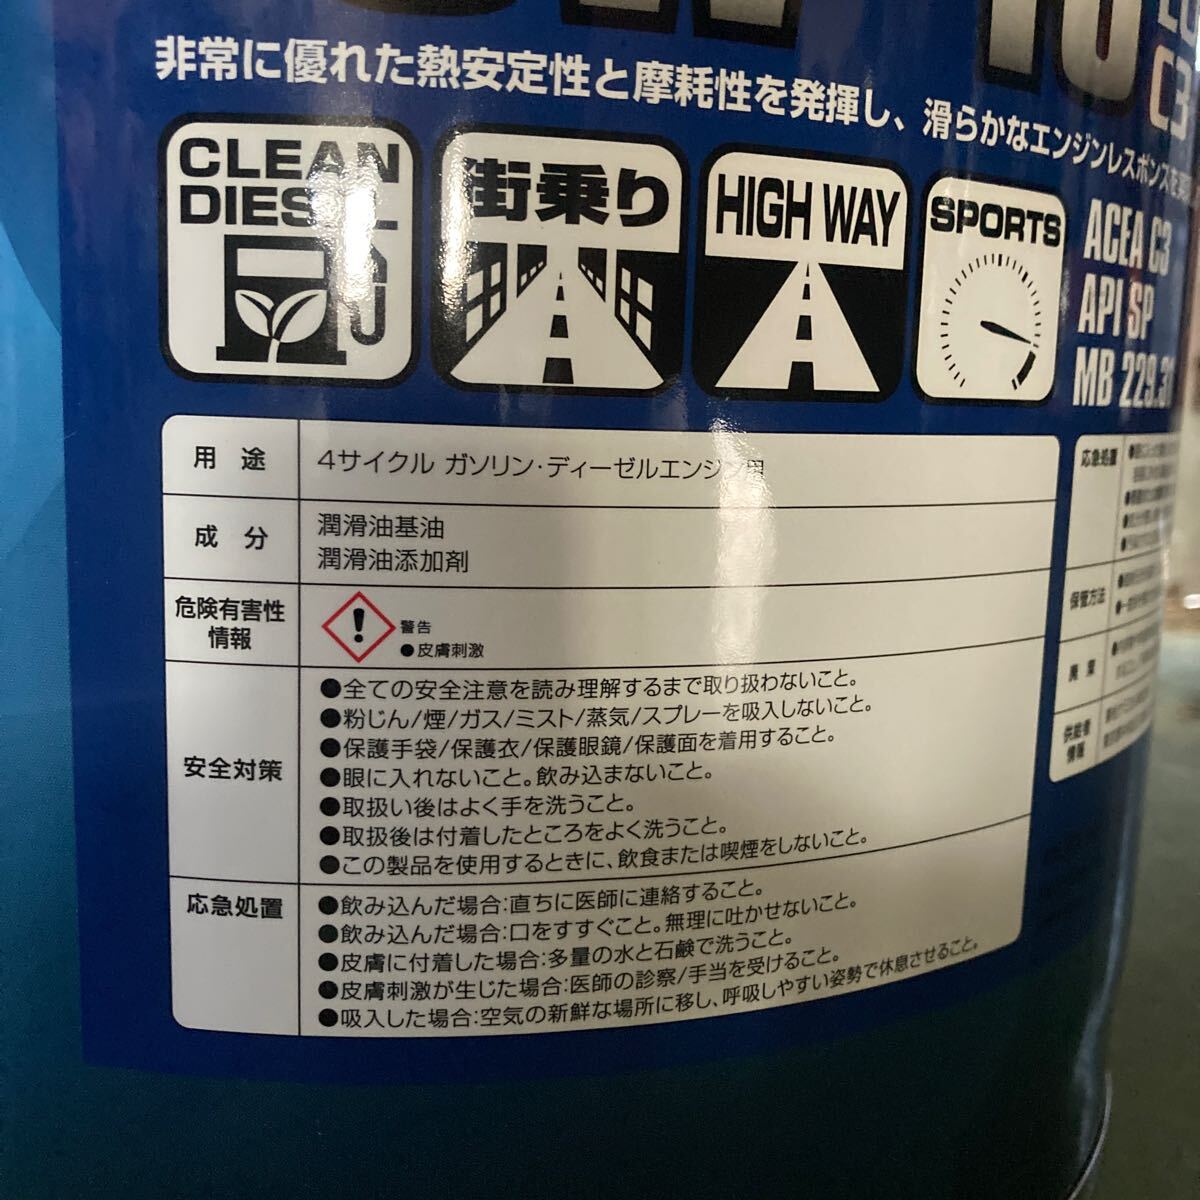 非常に優れた熱安定性と摩耗性を発揮し、滑らかなエンジンレスポンスを
C3
CLEAN
DIESEL
街乗り
HIGH WAY
SPORTS
ACEA C3
API SP
MB 229.31
用途
4サイクル ガソリン・ディーゼルエンジン用
成分
潤滑油基油
潤滑油添加剤
危険有害性
情報
警告
●皮膚刺激
安全対策
●全ての安全注意を読み理解するまで取り扱わないこと。
●粉じん/煙/ガス/ミスト/蒸気/スプレーを吸入しないこと。
●保護手袋/保護衣/保護眼鏡/保護面を着用すること。
●眼に入れないこと。飲み込まないこと。
●取扱い後はよく手を洗うこと。
●取扱後は付着したところをよく洗うこと。
●この製品を使用するときに、飲食または喫煙をしないこと。
応急処置
●飲み込んだ場合:直ちに医師に連絡すること。
●飲み込んだ場合:口をすすぐこと。無理に吐かせないこと。
●皮膚に付着した場合:多量の水と石鹸で洗うこと。
●皮膚刺激が生じた場合:医師の診察/手当を受けること。
●吸入した場合:空気の新鮮な場所に移し、呼吸しやすい姿勢で休息させること。
応急処置
保管方法
廃棄
供給者
情報